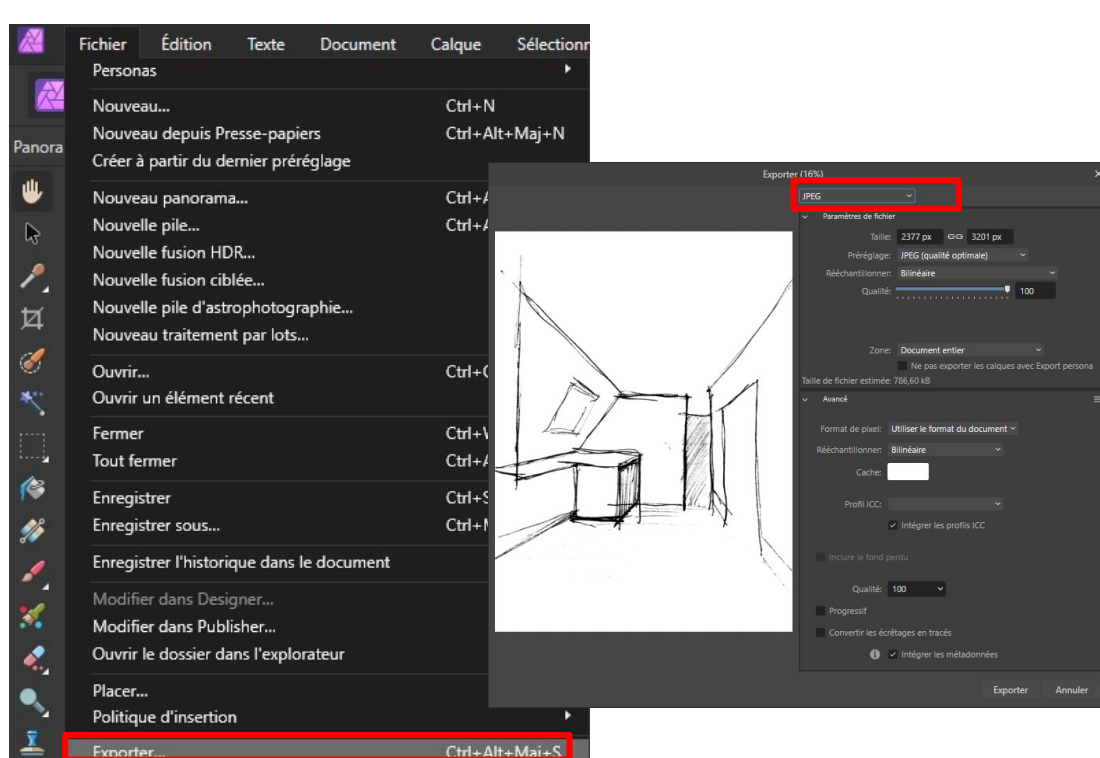 Fichier Édition Texte Document Calque Sélectionn
Personas
Nouveau... Ctrl+N
Nouveau depuis Presse-papiers Ctrl+Alt+Maj+N
Panora
Créer à partir du dernier préréglage
Nouveau panorama... Ctrl+A
Nouvelle pile... Ctrl+A
Nouvelle fusion HDR...
Nouvelle fusion ciblée...
Nouvelle pile d'astrophotographie...
Nouveau traitement par lots...
Ouvrir... Ctrl+O
Ouvrir un élément récent
Fermer Ctrl+
Tout fermer Ctrl+A
Enregistrer Ctrl+S
Enregistrer sous... Ctrl+
Enregistrer l'historique dans le document
Modifier dans Designer...
Modifier dans Publisher...
Ouvrir le dossier dans l'explorateur
Placer...
Politique d'insertion
Exporter... Ctrl+Alt+Maj+S
Exporter (16%)
JPEG
Paramètres de fichier
Taille: 2377 px 3201 px
Préréglage: JPEG (qualité optimale)
Rééchantillonner: Bilinéaire
Qualité: 100
Zone: Document entier
Ne pas exporter les calques avec Export persona
Taille de fichier estimée: 786,60 kB
Avancé
Format de pixel: Utiliser le format du document
Rééchantillonner: Bilinéaire
Cache:
Profil ICC:
Intégrer les profils ICC
Inclure le fond perdu
Qualité: 100
Progressif
Convertir les écrêtages en tracés
Intégrer les métadonnées
Exporter Annuler